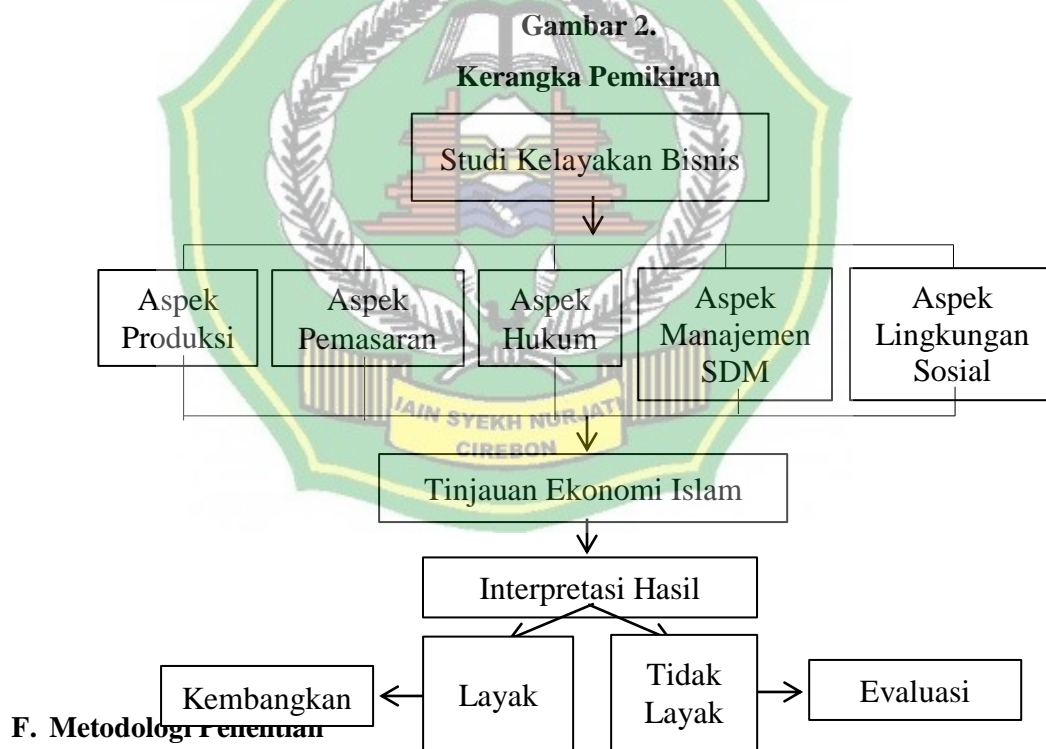 Gambar 2.
Kerangka Pemikiran
Studi Kelayakan Bisnis
Aspek
Produksi
Aspek
Pemasaran
Aspek
Hukum
Aspek
Manajemen
SDM
Aspek
Lingkungan
Sosial
IAIN SYEKH NURJATI
CIREBON
Tinjauan Ekonomi Islam
Interpretasi Hasil
Kembangkan
Layak
Tidak
Layak
Evaluasi
F. Metodologi Penelitian